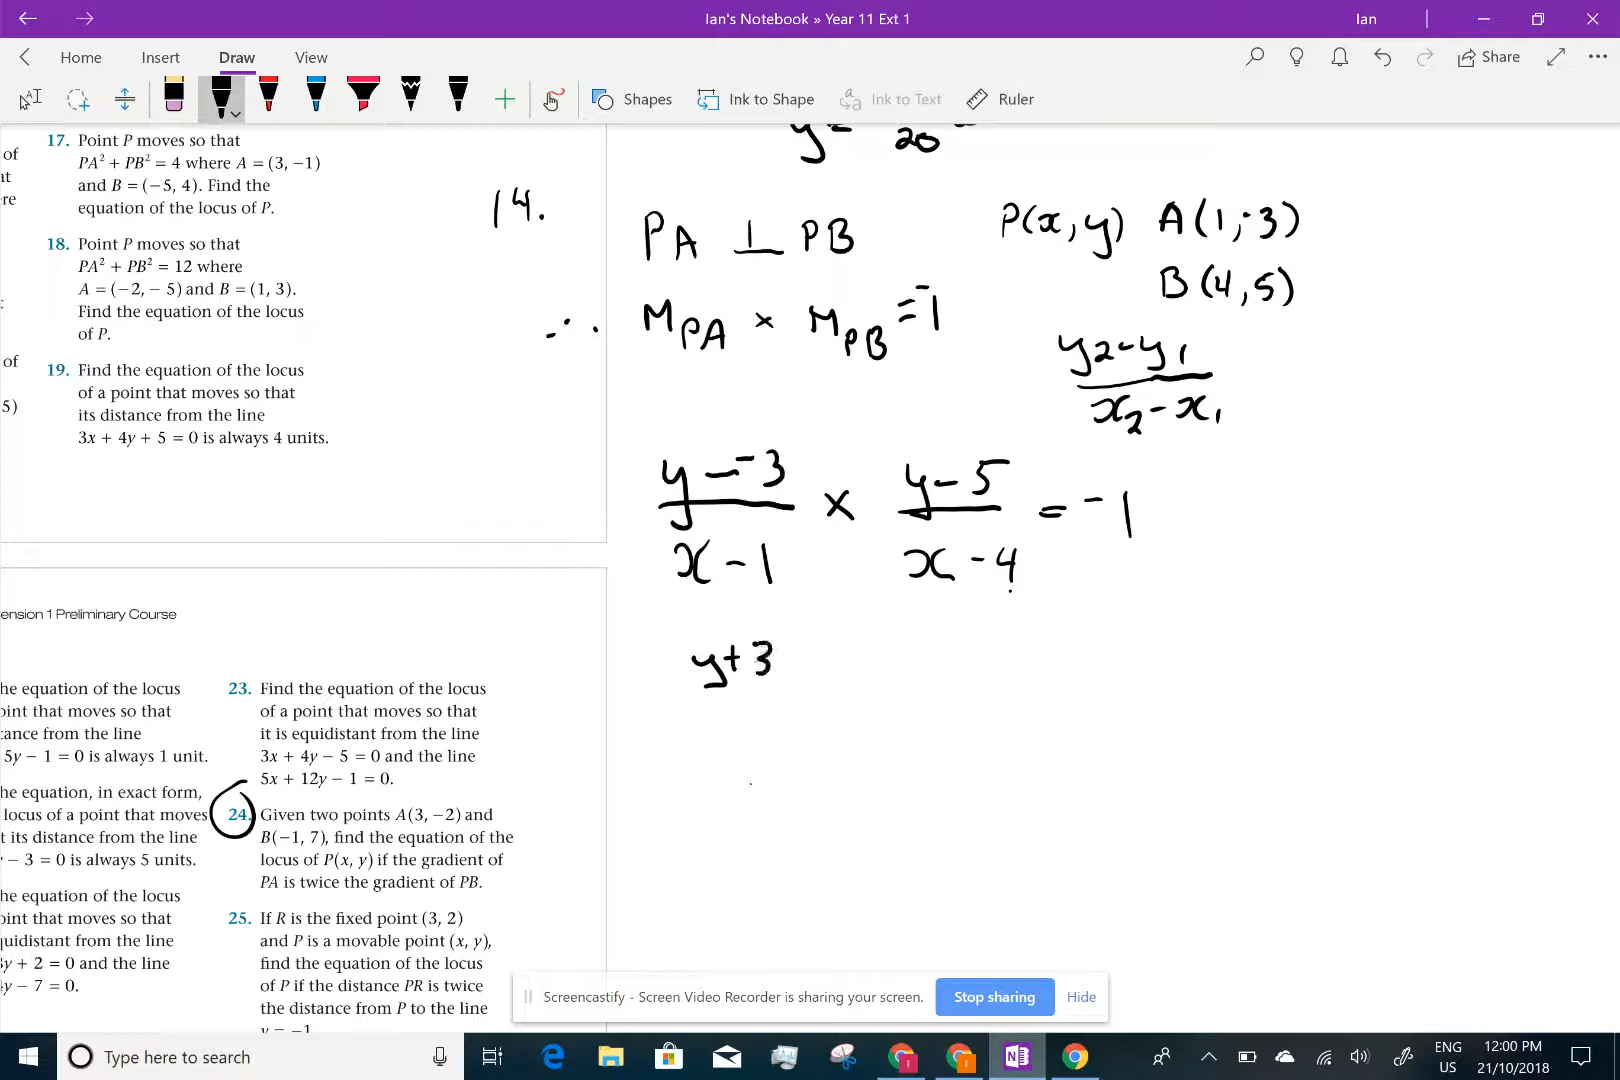 Ian's Notebook » Year 11 Ext 1
Ian
Home Insert Draw View
Share
Shapes Ink to Shape Ink to Text Ruler
of
at
re
5)
of
17. Point P moves so that
PA² + PB² = 4 where A = (3, −1)
and B = (−5, 4). Find the
equation of the locus of P.
18. Point P moves so that
PA² + PB² = 12 where
A = (−2, − 5) and B = (1, 3).
Find the equation of the locus
of P.
19. Find the equation of the locus
of a point that moves so that
its distance from the line
3x + 4y + 5 = 0 is always 4 units.
ension 1 Preliminary Course
he equation of the locus
oint that moves so that
tance from the line
5y − 1 = 0 is always 1 unit.
he equation, in exact form,
locus of a point that moves
t its distance from the line
− 3 = 0 is always 5 units.
he equation of the locus
oint that moves so that
quidistant from the line
3y + 2 = 0 and the line
y − 7 = 0.
23. Find the equation of the locus
of a point that moves so that
it is equidistant from the line
3x + 4y − 5 = 0 and the line
5x + 12y − 1 = 0.
24. Given two points A(3, −2) and
B(−1, 7), find the equation of the
locus of P(x, y) if the gradient of
PA is twice the gradient of PB.
25. If R is the fixed point (3, 2)
and P is a movable point (x, y),
find the equation of the locus
of P if the distance PR is twice
the distance from P to the line
y = −1
y = 20
14.
PA ⊥ PB
P(x, y) A(1, -3)
B(4, 5)
∴ M_PA × M_PB = -1
y2 - y1
x2 - x1
y - -3 × y - 5 = -1
x - 1 x - 4
y + 3
Screencastify - Screen Video Recorder is sharing your screen.
Stop sharing
Hide
Type here to search
ENG
US
12:00 PM
21/10/2018